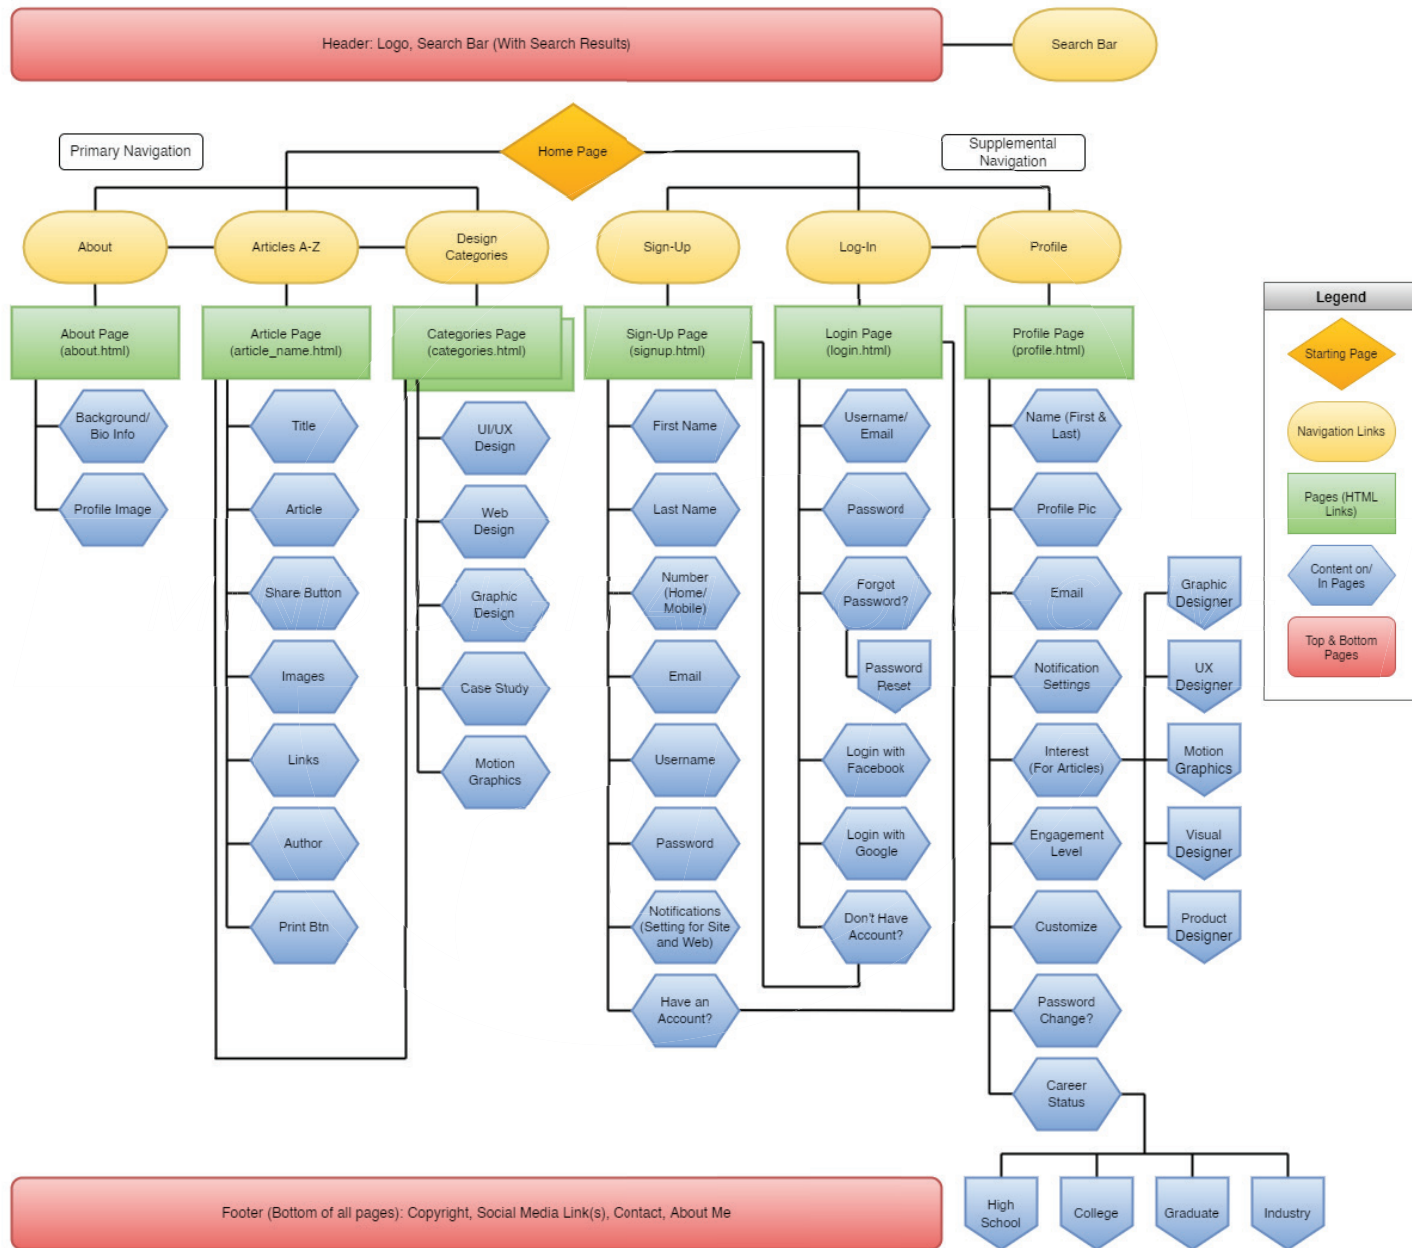 Header: Logo, Search Bar (With Search Results)
Search Bar
Home Page
Primary Navigation
Supplemental
Navigation
About
Articles A-Z
Design
Categories
Sign-Up
Log-In
Profile
About Page
(about.html)
Article Page
(article_name.html)
Categories Page
(categories.html)
Sign-Up Page
(signup.html)
Login Page
(login.html)
Profile Page
(profile.html)
Background/
Bio Info
Profile Image
Title
Article
Share Button
Images
Links
Author
Print Btn
UI/UX
Design
Web
Design
Graphic
Design
Case Study
Motion
Graphics
First Name
Last Name
Number
(Home/
Mobile)
Email
Username
Password
Notifications
(Setting for Site
and Web)
Have an
Account?
Username/
Email
Password
Forgot
Password?
Password
Reset
Login with
Facebook
Login with
Google
Don't Have
Account?
Name (First &
Last)
Profile Pic
Email
Notification
Settings
Interest
(For Articles)
Engagement
Level
Customize
Password
Change?
Career
Status
Graphic
Designer
UX
Designer
Motion
Graphics
Visual
Designer
Product
Designer
High
School
College
Graduate
Industry
Legend
Starting Page
Navigation Links
Pages (HTML
Links)
Content on/
In Pages
Top & Bottom
Pages
Footer (Bottom of all pages): Copyright, Social Media Link(s), Contact, About Me